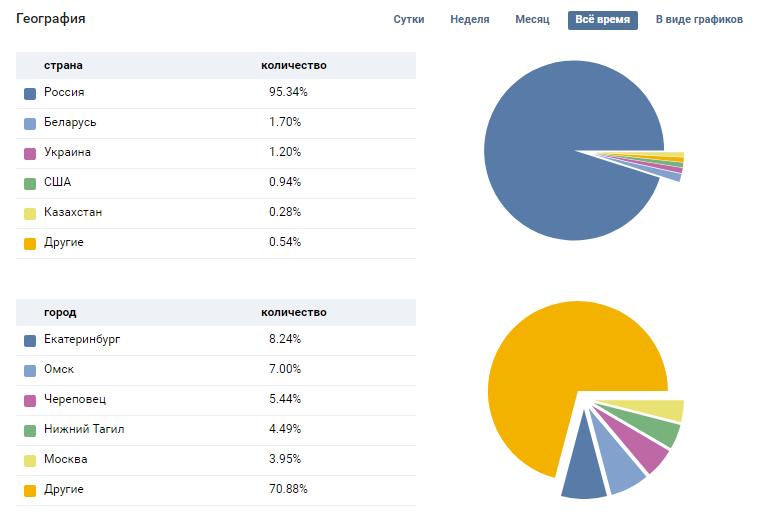 География Сутки Неделя Месяц Всё время В виде графиков
страна количество
Россия 95.34%
Беларусь 1.70%
Украина 1.20%
США 0.94%
Казахстан 0.28%
Другие 0.54%
город количество
Екатеринбург 8.24%
Омск 7.00%
Череповец 5.44%
Нижний Тагил 4.49%
Москва 3.95%
Другие 70.88%